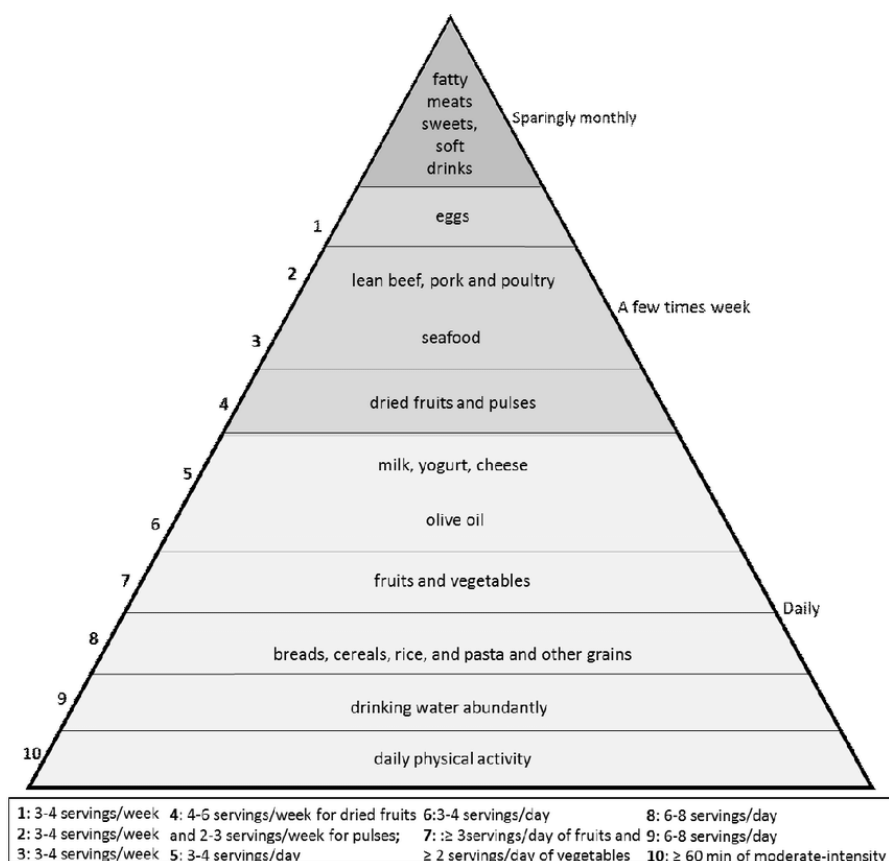 fatty
meats
sweets,
soft
drinks
Sparingly monthly
eggs
1
2
lean beef, pork and poultry
A few times week
3
seafood
4
dried fruits and pulses
5
milk, yogurt, cheese
6
olive oil
7
fruits and vegetables
Daily
8
breads, cereals, rice, and pasta and other grains
9
drinking water abundantly
10
daily physical activity
1: 3-4 servings/week 4: 4-6 servings/week for dried fruits 6:3-4 servings/day 8: 6-8 servings/day
2: 3-4 servings/week and 2-3 servings/week for pulses; 7: :≥ 3servings/day of fruits and 9: 6-8 servings/day
3: 3-4 servings/week 5: 3-4 servings/day ≥ 2 servings/day of vegetables 10: ≥ 60 min of moderate-intensity